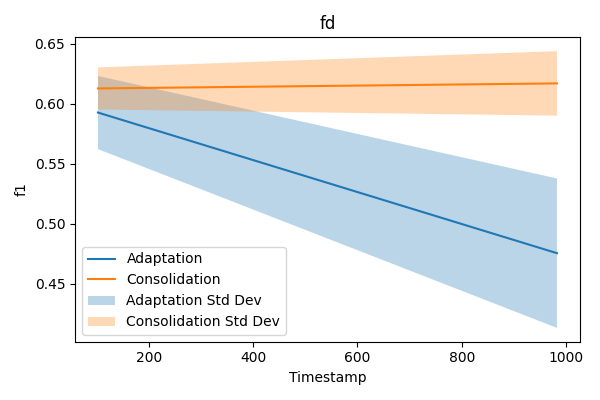 fd
f1
0.65
0.60
0.55
0.50
0.45
Adaptation
Consolidation
Adaptation Std Dev
Consolidation Std Dev
200
400
600
800
1000
Timestamp